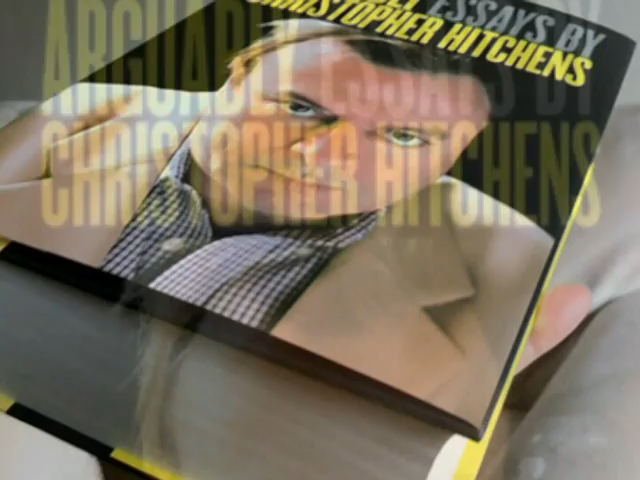 ARGUABLY ESSAYS BY
CHRISTOPHER HITCHENS
ESSAYS BY
CHRISTOPHER HITCHENS